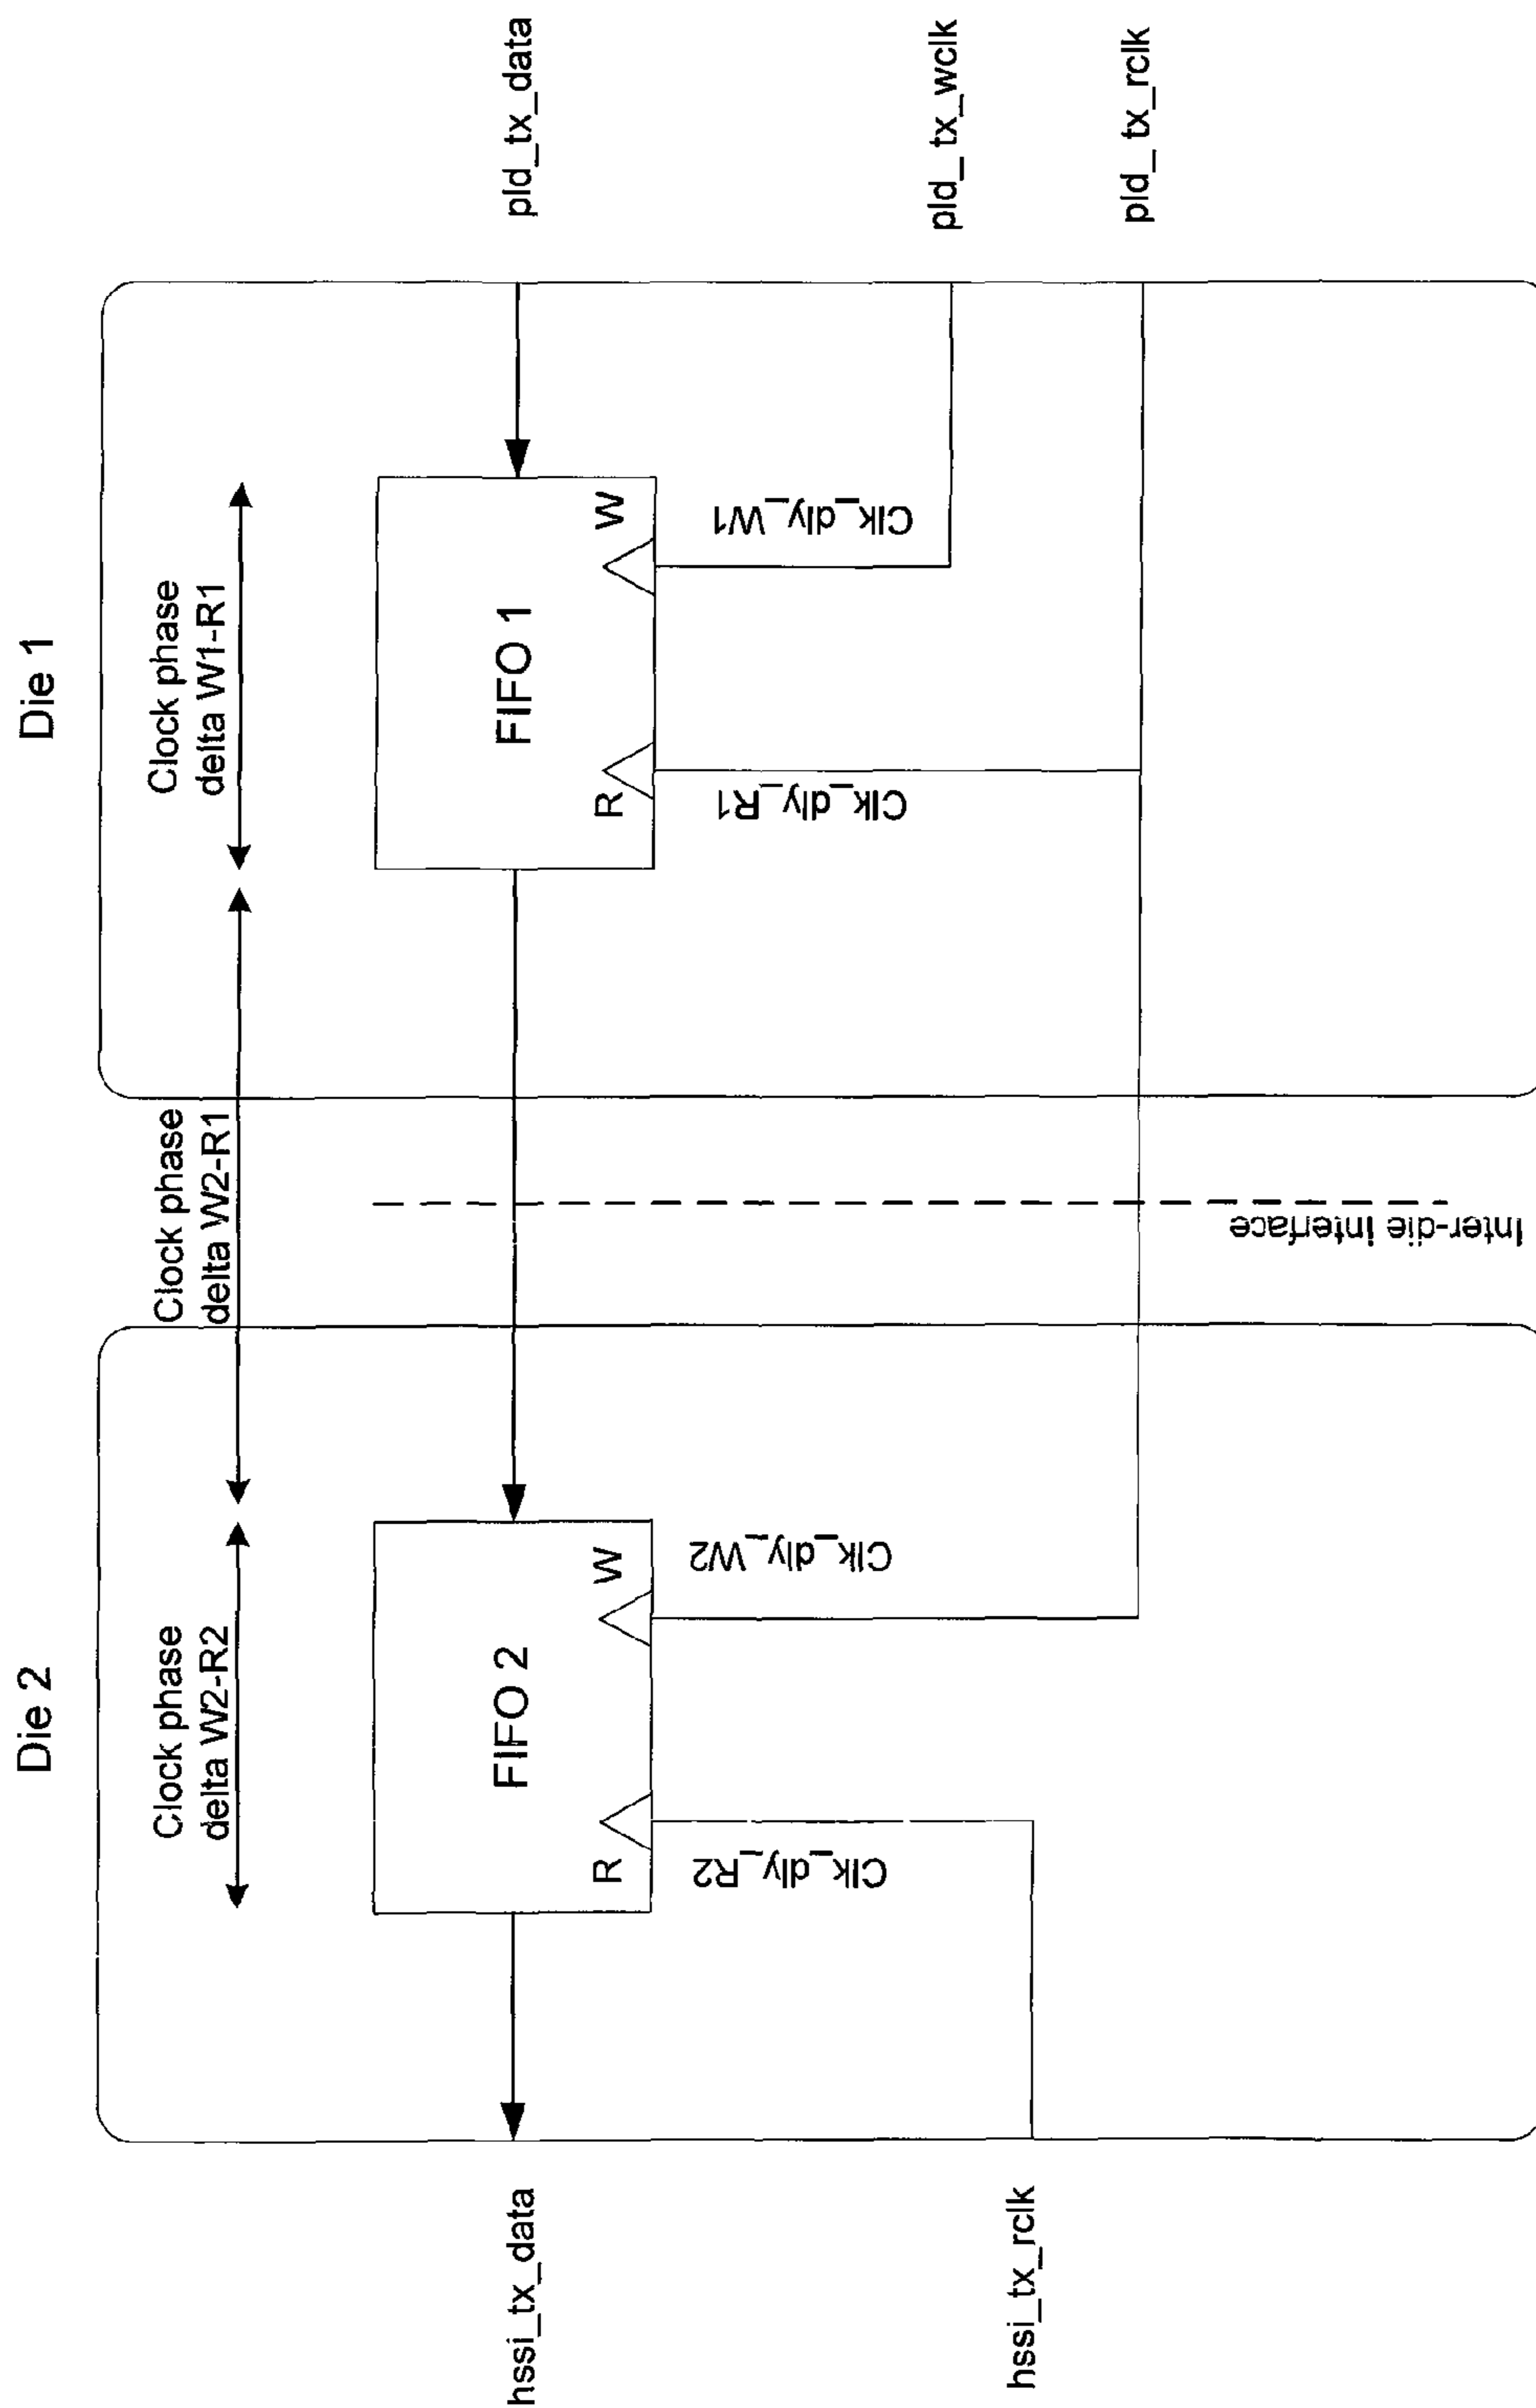 Die 2
Die 1
Clock phase
delta W2-R2
Clock phase
delta W2-R1
Clock phase
delta W1-R1
hssi_tx_data
FIFO 2
FIFO 1
pld_tx_data
R
W
R
W
Clk_dly_R2
Clk_dly_W2
Clk_dly_R1
Clk_dly_W1
hssi_tx_rclk
pld_tx_wclk
pld_tx_rclk
Inter-die interface